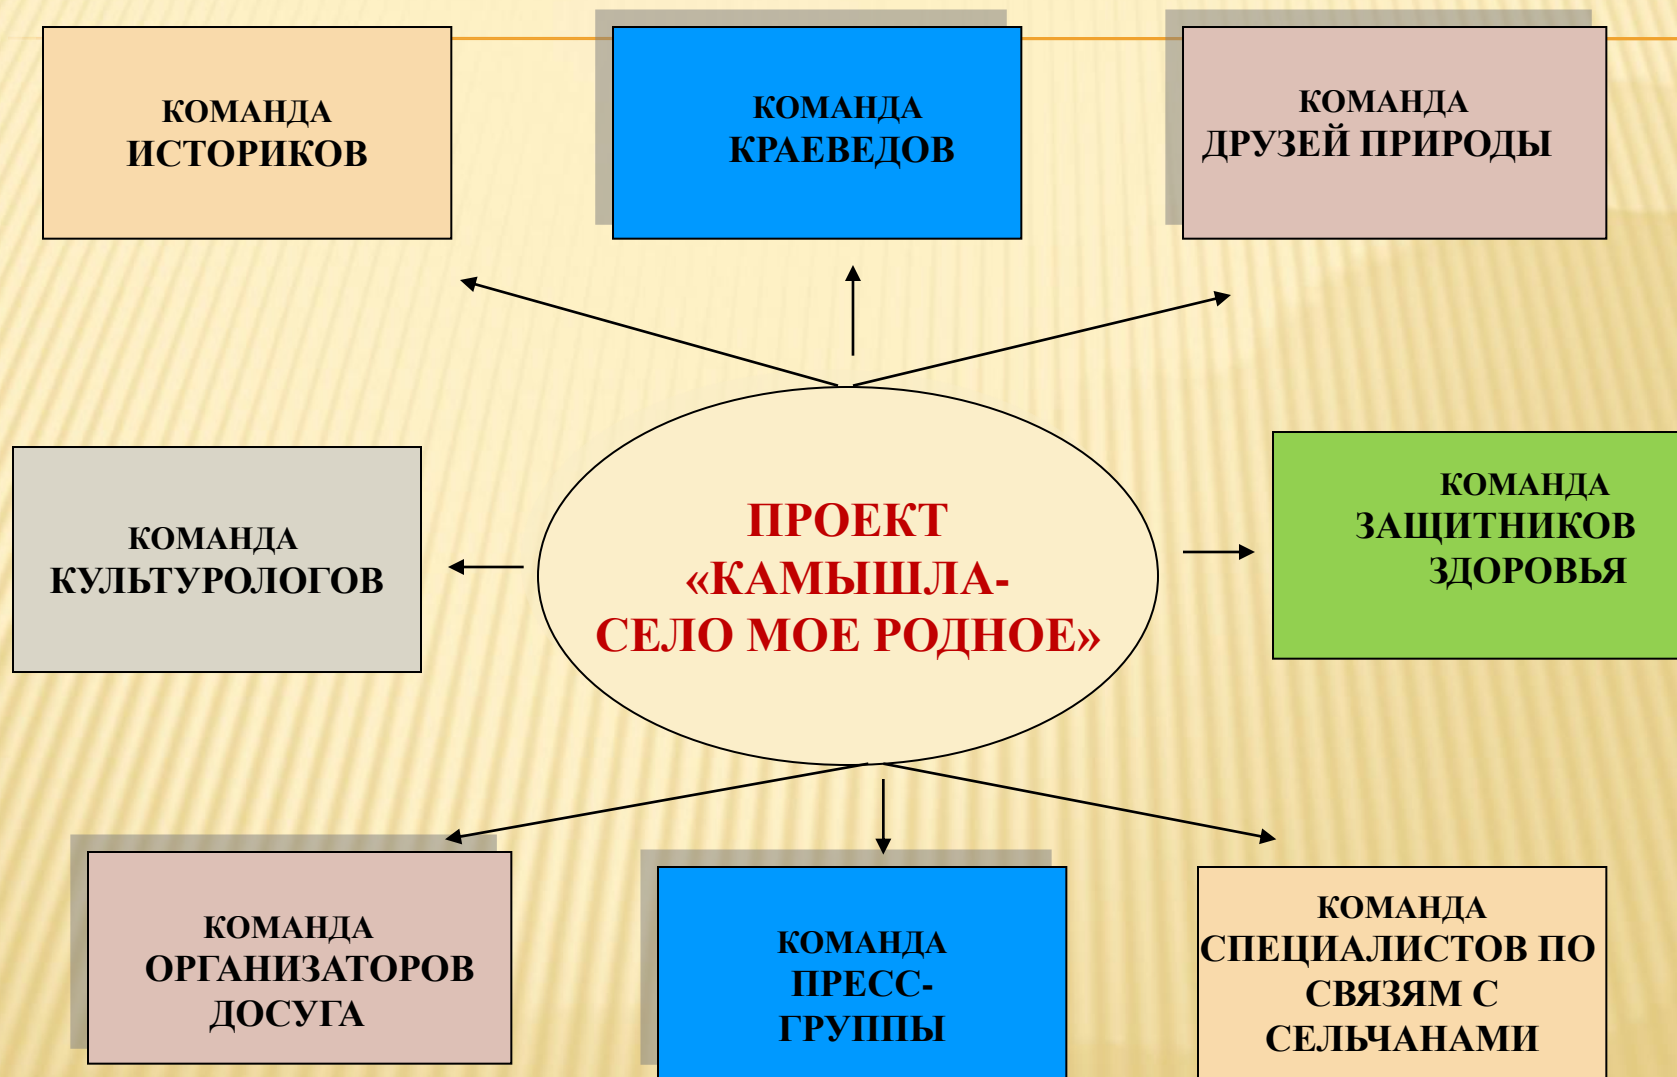 КОМАНДА
ИСТОРИКОВ
КОМАНДА
КРАЕВЕДОВ
КОМАНДА
ДРУЗЕЙ ПРИРОДЫ
КОМАНДА
КУЛЬТУРОЛОГОВ
ПРОЕКТ
«КАМЫШЛА-
СЕЛО МОЕ РОДНОЕ»
КОМАНДА
ЗАЩИТНИКОВ
ЗДОРОВЬЯ
КОМАНДА
ОРГАНИЗАТОРОВ
ДОСУГА
КОМАНДА
ПРЕСС-
ГРУППЫ
КОМАНДА
СПЕЦИАЛИСТОВ ПО
СВЯЗЯМ С
СЕЛЬЧАНАМИ